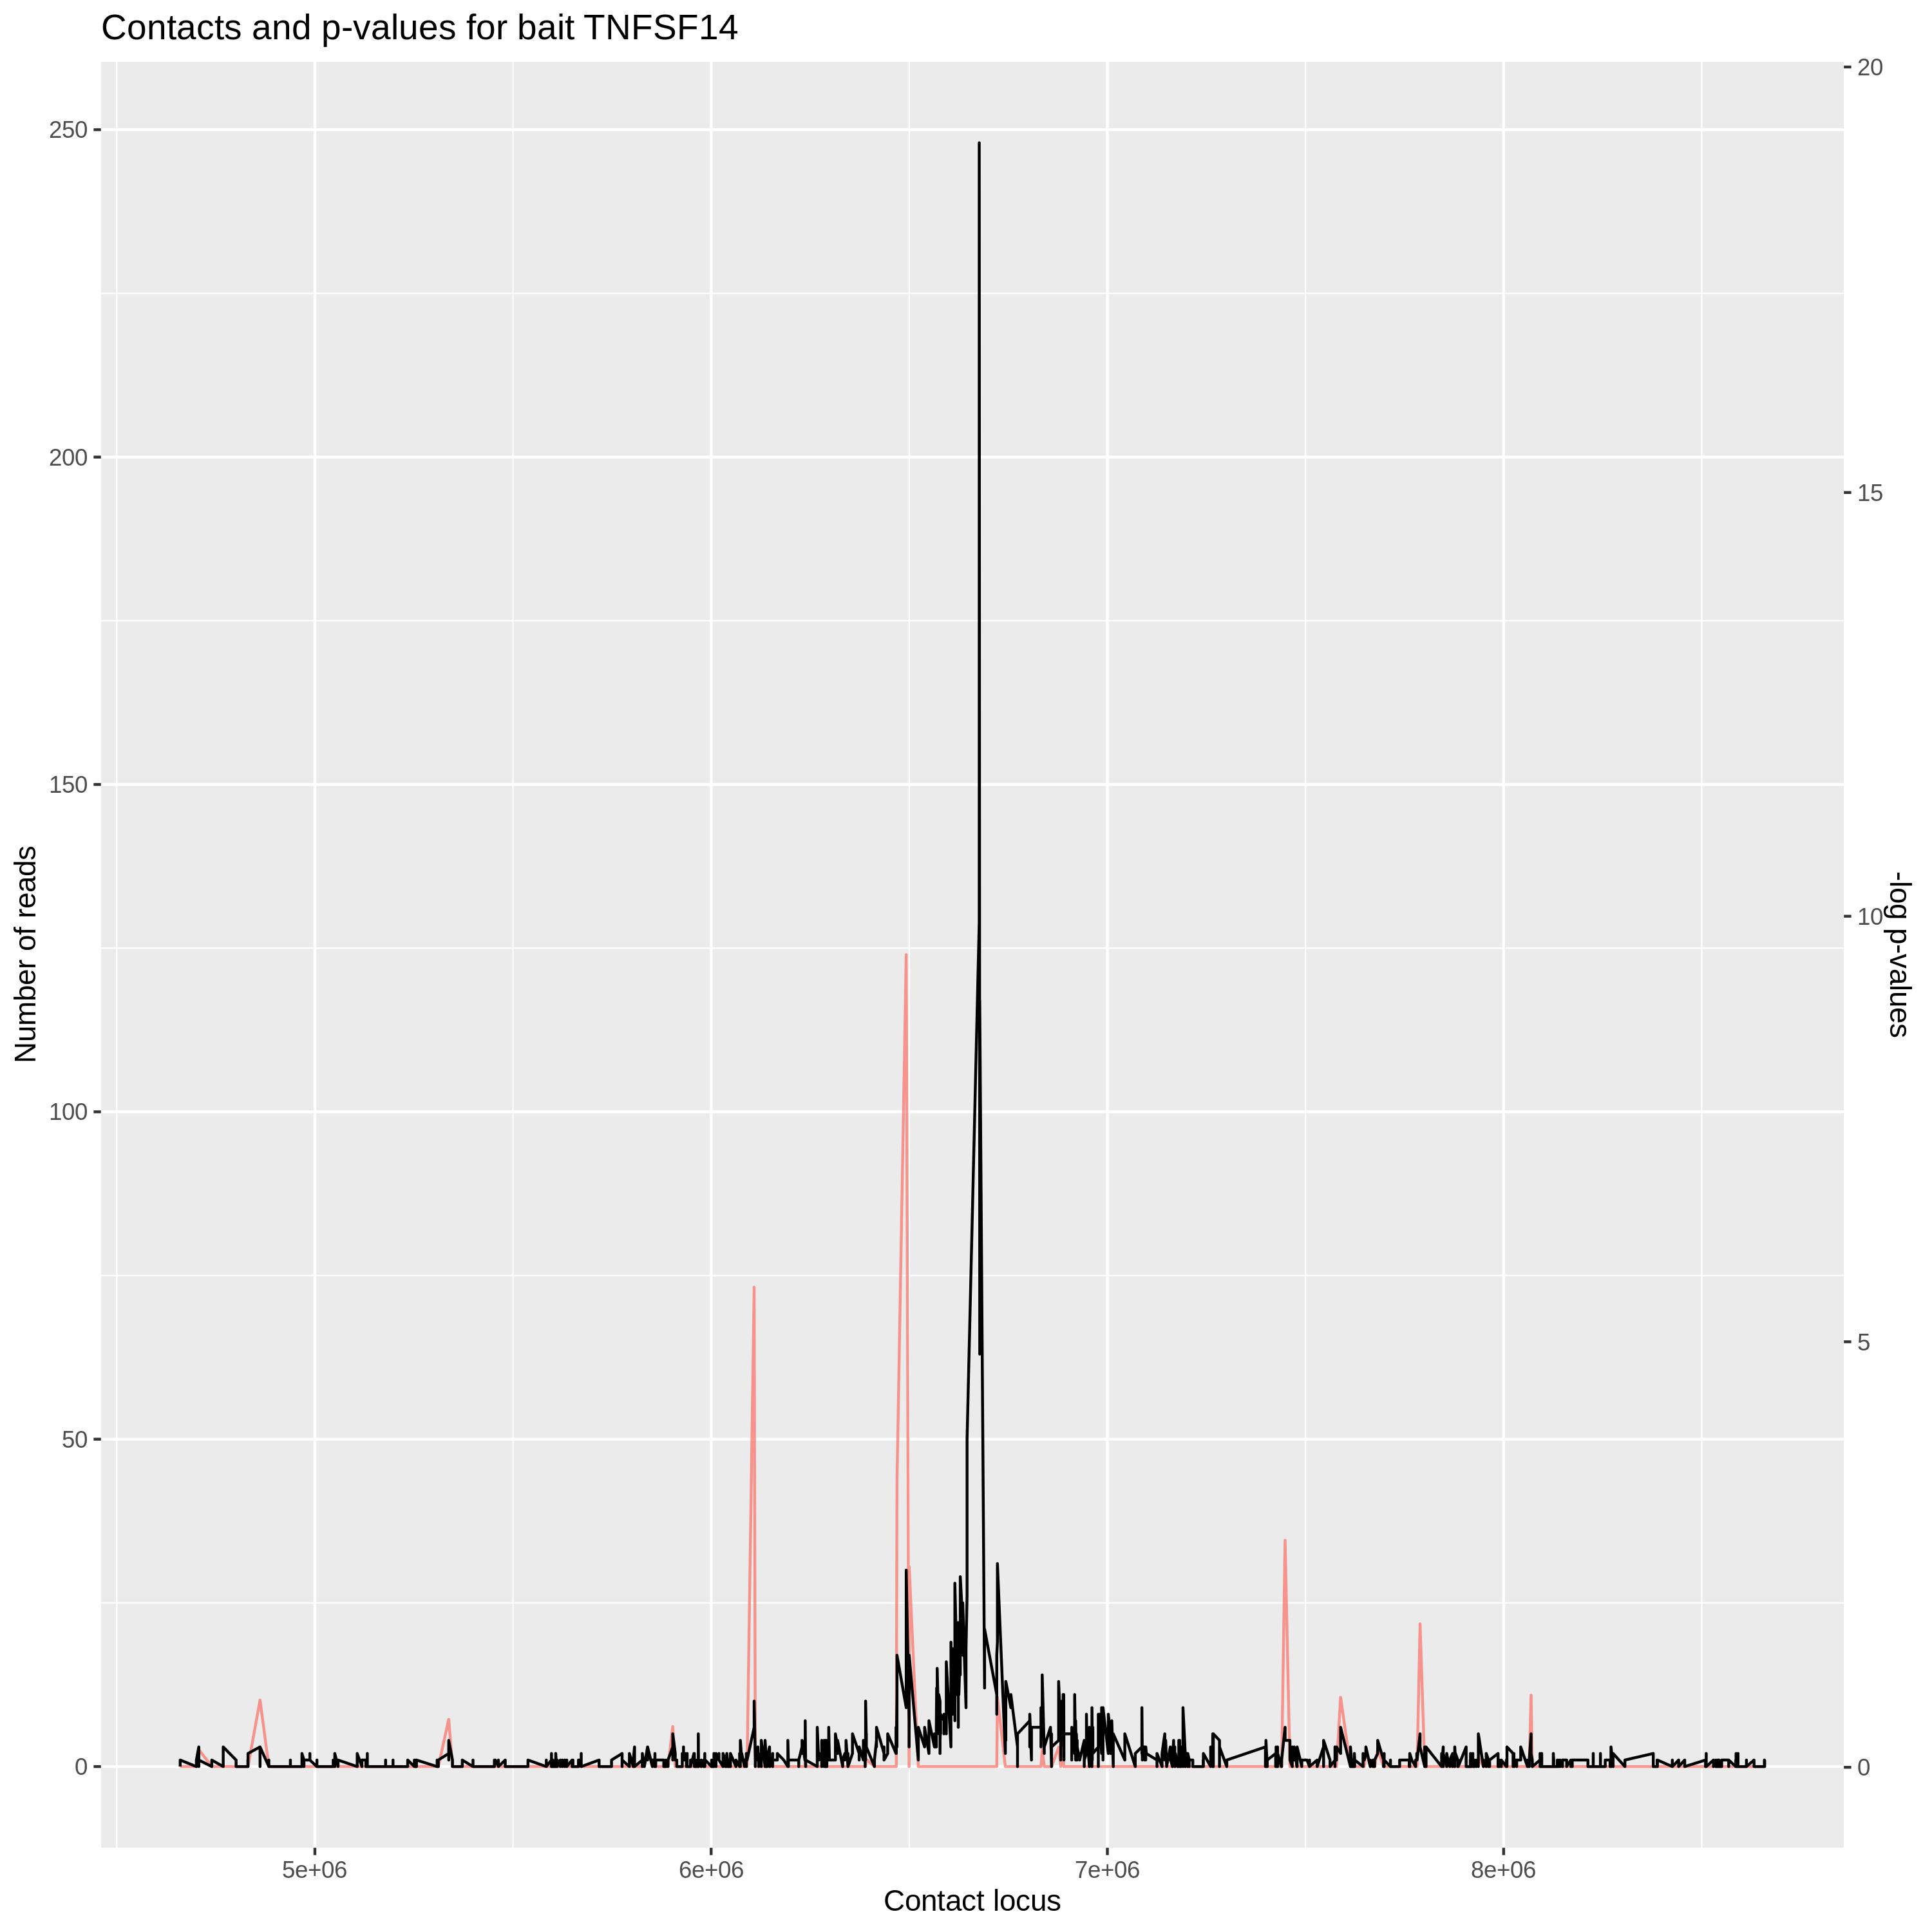 Contacts and p-values for bait TNFSF14
250
200
150
100
50
0
Number of reads
20
15
10
5
0
-log p-values
5e+06
6e+06
7e+06
8e+06
Contact locus